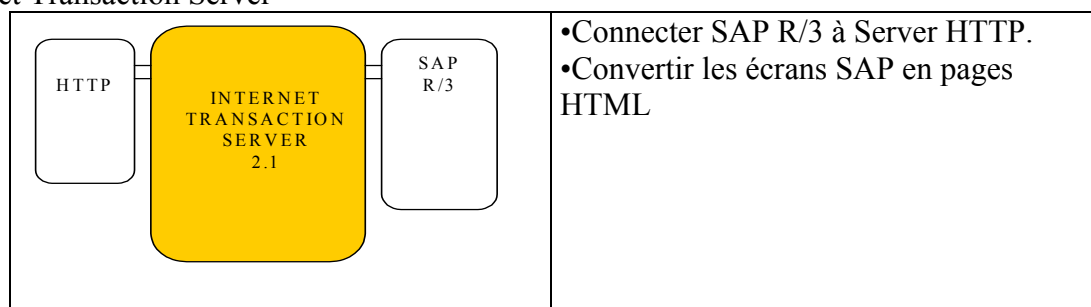 et Transaction Server
HTTP
INTERNET
TRANSACTION
SERVER
2.1
SAP
R/3
•Connecter SAP R/3 à Server HTTP.
•Convertir les écrans SAP en pages
HTML